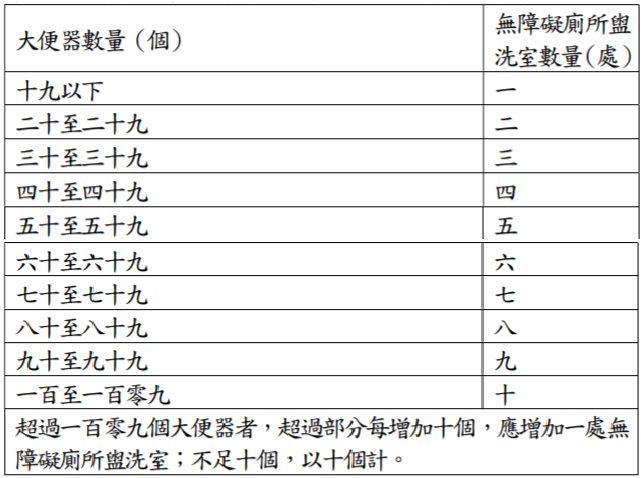 大便器數量（個） 無障礙廁所盥
洗室數量（處）
十九以下 一
二十至二十九 二
三十至三十九 三
四十至四十九 四
五十至五十九 五
六十至六十九 六
七十至七十九 七
八十至八十九 八
九十至九十九 九
一百至一百零九 十
超過一百零九個大便器者，超過部分每增加十個，應增加一處無
障礙廁所盥洗室；不足十個，以十個計。